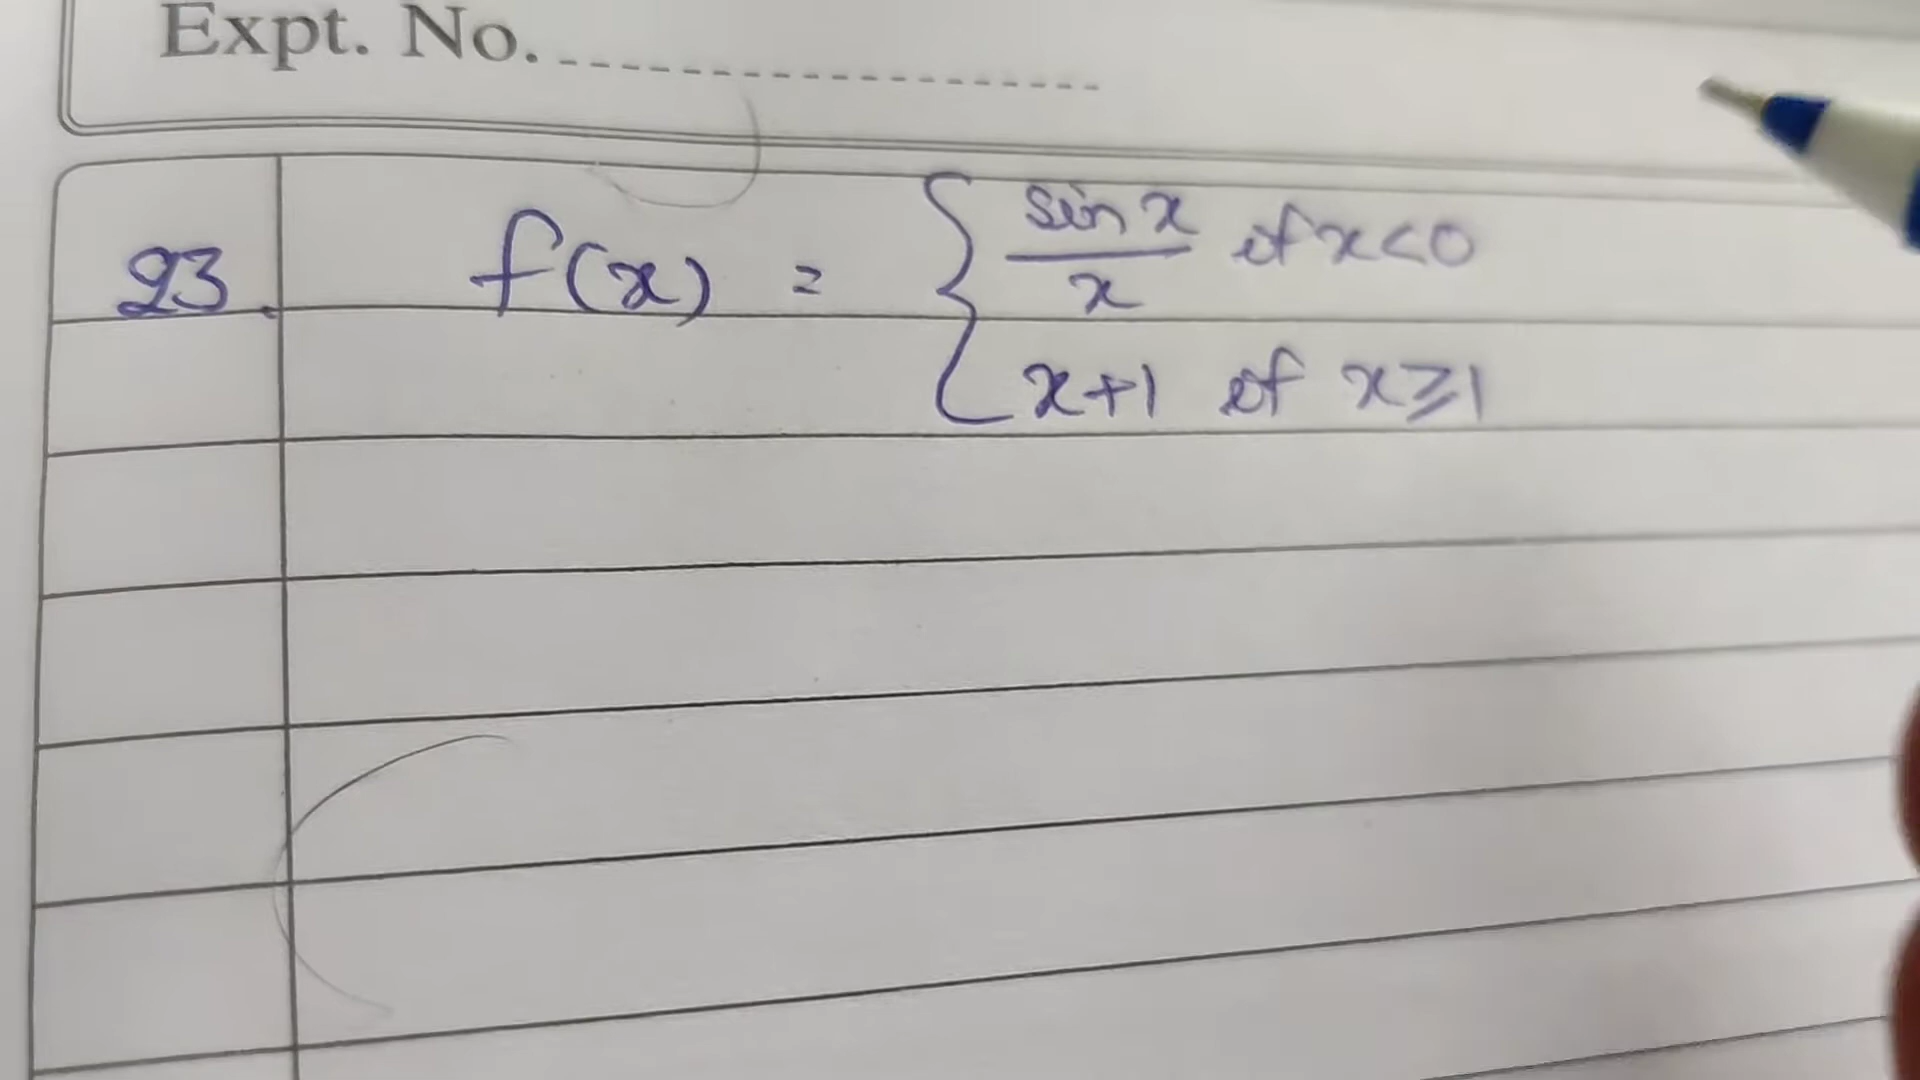 Expt. No.
23. f(x) = { sin x / x if x<0
x+1 if x≥1